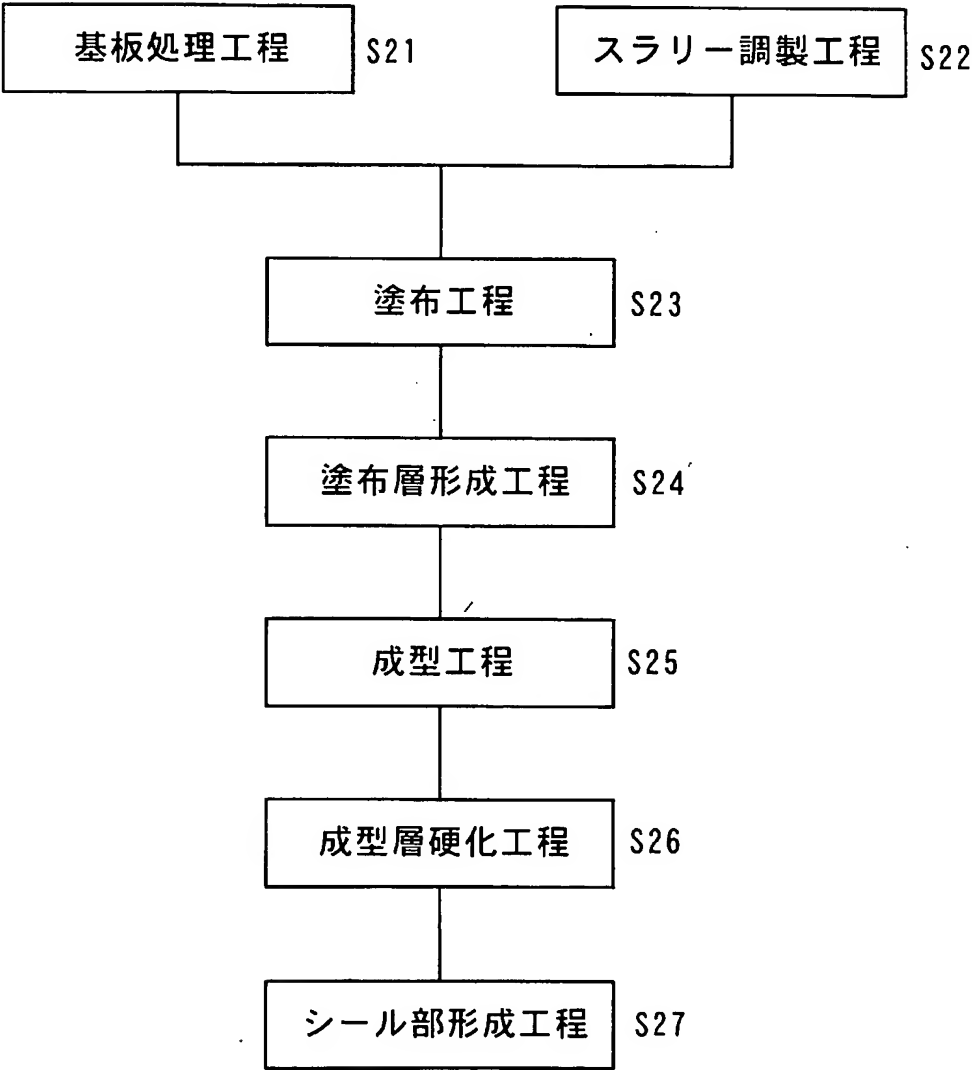 基板処理工程 S21
スラリー調製工程 S22
塗布工程 S23
塗布層形成工程 S24
成型工程 S25
成型層硬化工程 S26
シール部形成工程 S27